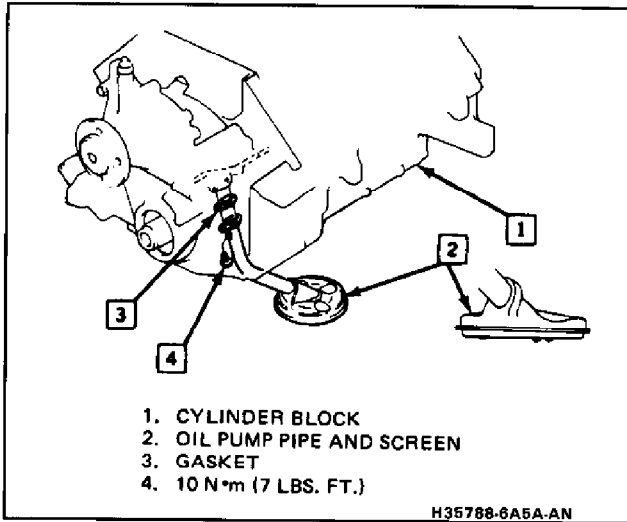 1
2
3
4
1. CYLINDER BLOCK
2. OIL PUMP PIPE AND SCREEN
3. GASKET
4. 10 N•m (7 LBS. FT.)
H35788-6A5A-AN